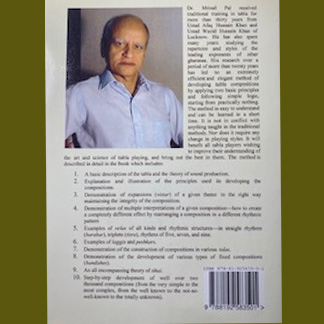 Dr. Mrinal Pal received
traditional training in tabla for
more than thirty years from
Ustad Afaq Hussain Khan and
Ustad Wazid Hussain Khan of
Lucknow. He has also spent
many years studying the
repertoire and styles of the
leading exponents of other
gharanas. His research over a
period of more than twenty years
has led to an extremely
efficient and elegant method of
developing tabla compositions
by applying two basic principles
and following simple logic,
starting from practically nothing.
The method is easy to understand
and can be learned in a short
time. It is not in conflict with
anything taught in the traditional
methods. Nor does it require any
change in playing styles. It will
benefit all tabla players wishing
to improve their understanding of
the art and science of tabla playing, and bring out the best in them. The method is
described in detail in the book which includes:
1. A basic description of the tabla and the theory of sound production.
2. Explanation and illustration of the principles used in developing the
compositions.
3. Demonstration of expansions (vistar) of a given theme in the right way
maintaining the integrity of the composition.
4. Demonstration of multiple interpretations of a given composition—how to create
a completely different effect by rearranging a composition in a different rhythmic
pattern.
5. Examples of relas of all kinds and rhythmic structures—in straight rhythms
(barabar), triplets (tisra), rhythms of five, seven, and nine.
6. Examples of laggis and peshkars.
7. Demonstration of the construction of compositions in various talas.
8. Demonstration of the development of various types of fixed compositions
(bandishes).
9. An all encompassing theory of tihai.
10. Step-by-step development of well over two
thousand compositions (from the very simple to the
most complex, from the well known to the not-so-
well-known to the totally unknown).
9 788192 583501